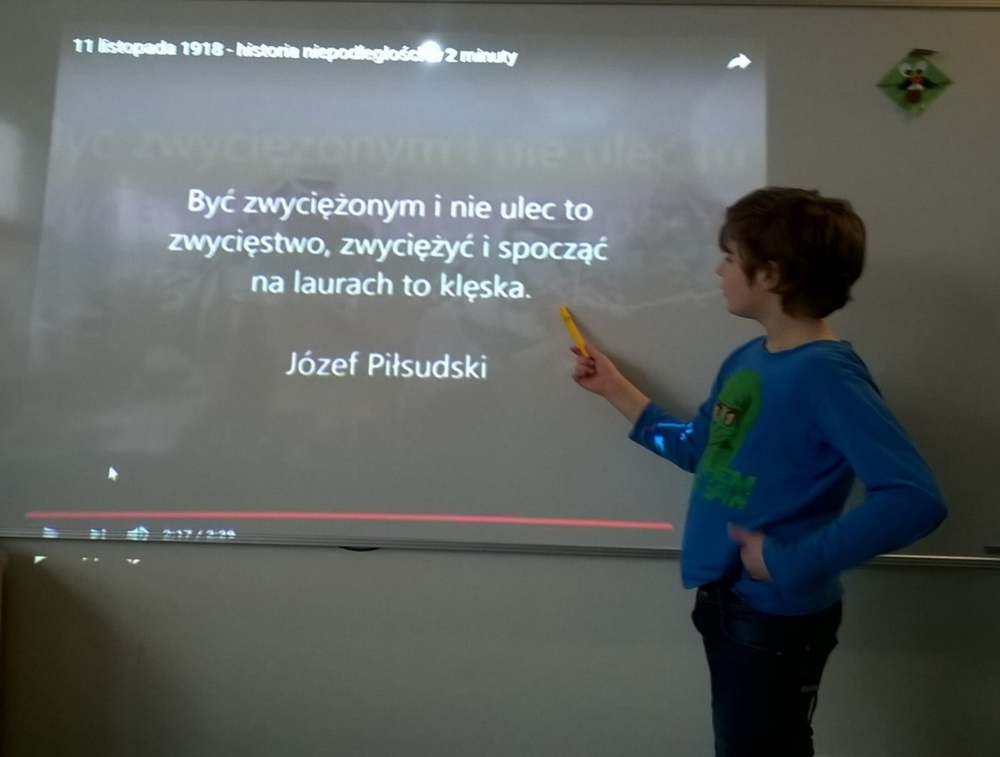 11 listopada 1918 - historia niepodległości w 2 minuty
Być zwyciężonym i nie ulec to
zwycięstwo, zwyciężyć i spocząć
na laurach to klęska.
Józef Piłsudski